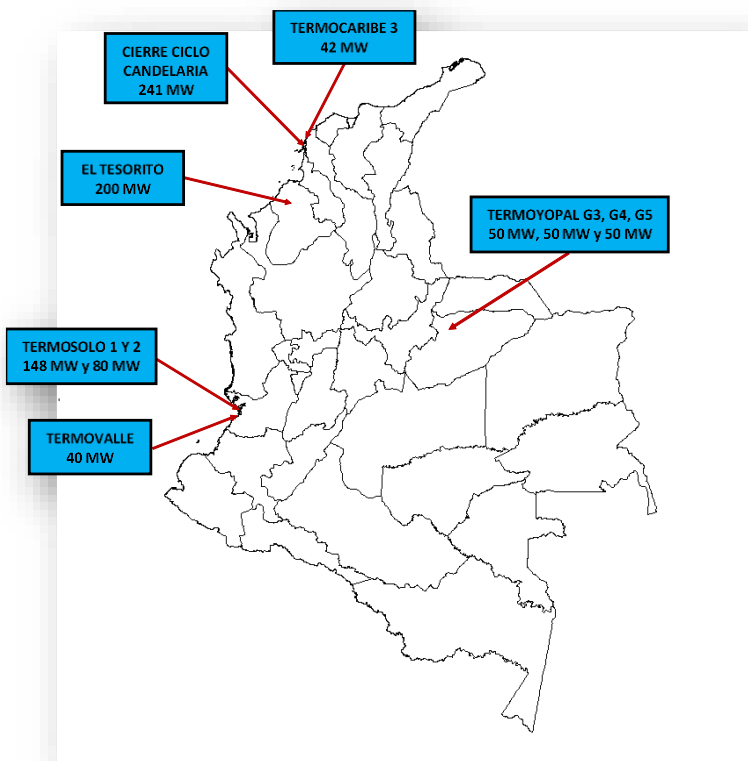 TERMOCARIBE 3
42 MW
CIERRE CICLO
CANDELARIA
241 MW
EL TESORITO
200 MW
TERMOYOPAL G3, G4, G5
50 MW, 50 MW y 50 MW
TERMOSOLO 1 Y 2
148 MW y 80 MW
TERMOVALLE
40 MW